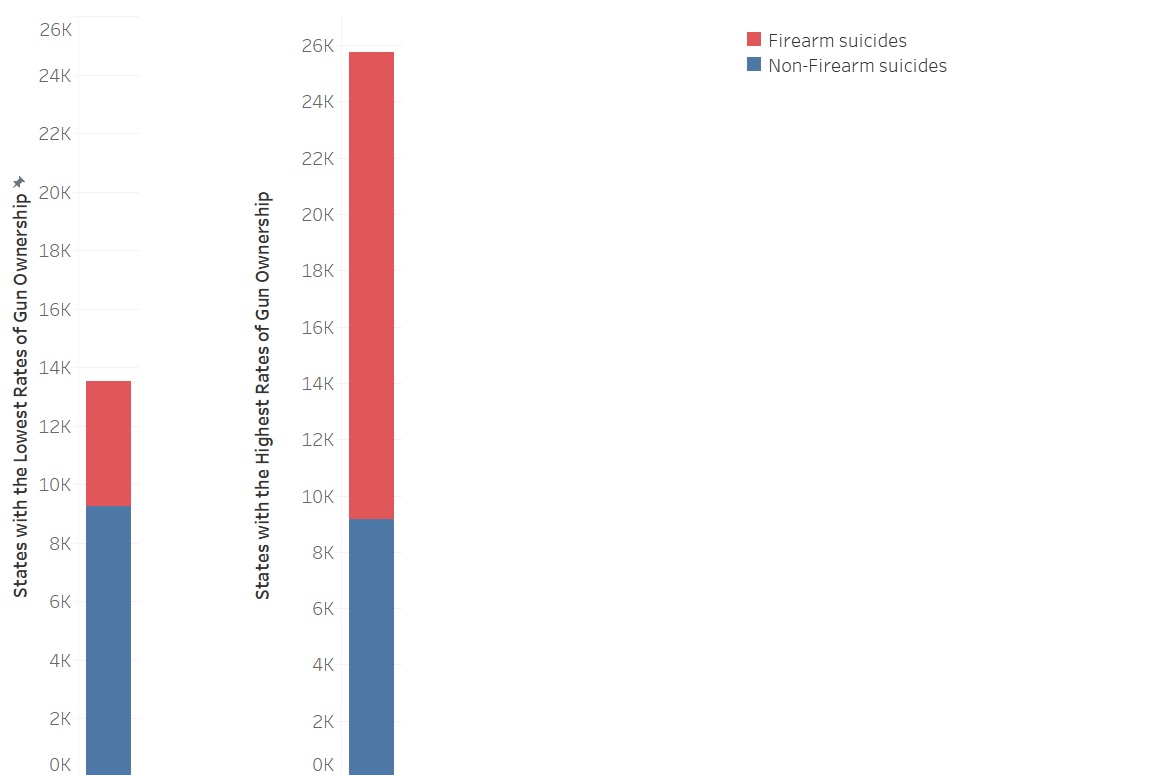 States with the Lowest Rates of Gun Ownership
26K
24K
22K
20K
18K
16K
14K
12K
10K
8K
6K
4K
2K
0K
States with the Highest Rates of Gun Ownership
26K
24K
22K
20K
18K
16K
14K
12K
10K
8K
6K
4K
2K
0K
Firearm suicides
Non-Firearm suicides